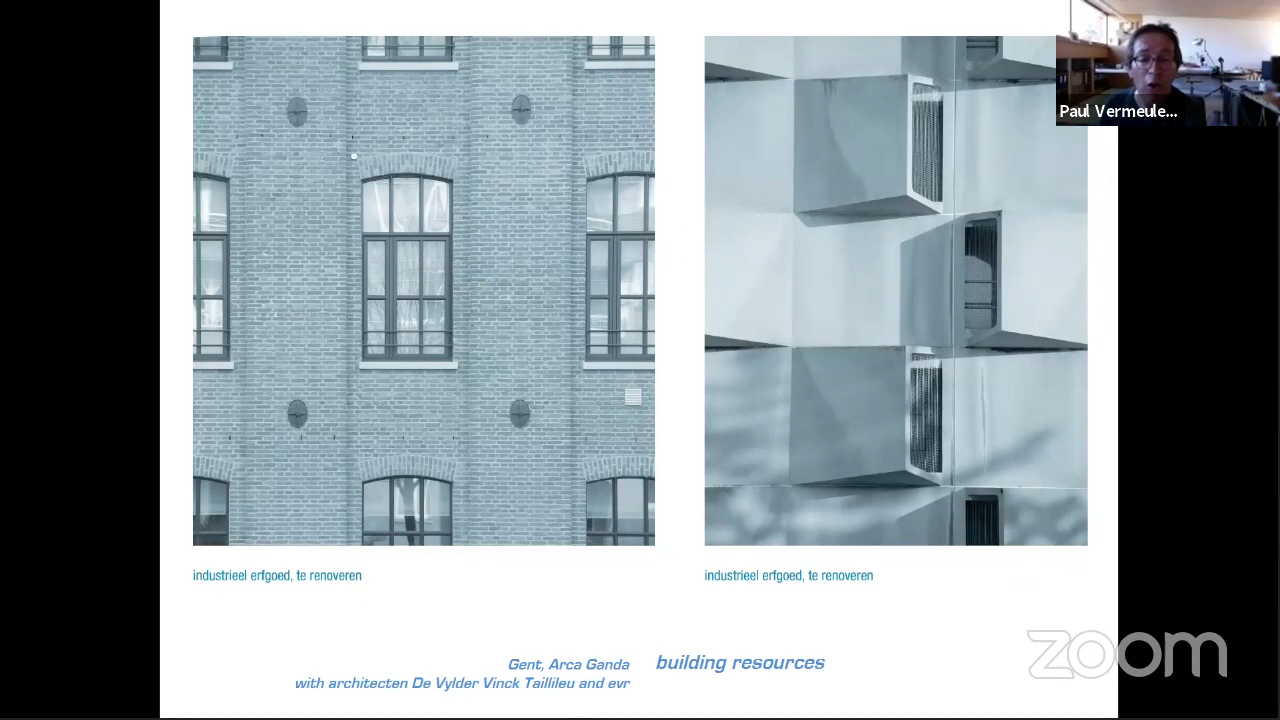 Paul Vermeule...
industrieel erfgoed, te renoveren
industrieel erfgoed, te renoveren
Gent, Arca Ganda
with architecten De Vylder Vinck Taillileu and evr
building resources
zoom